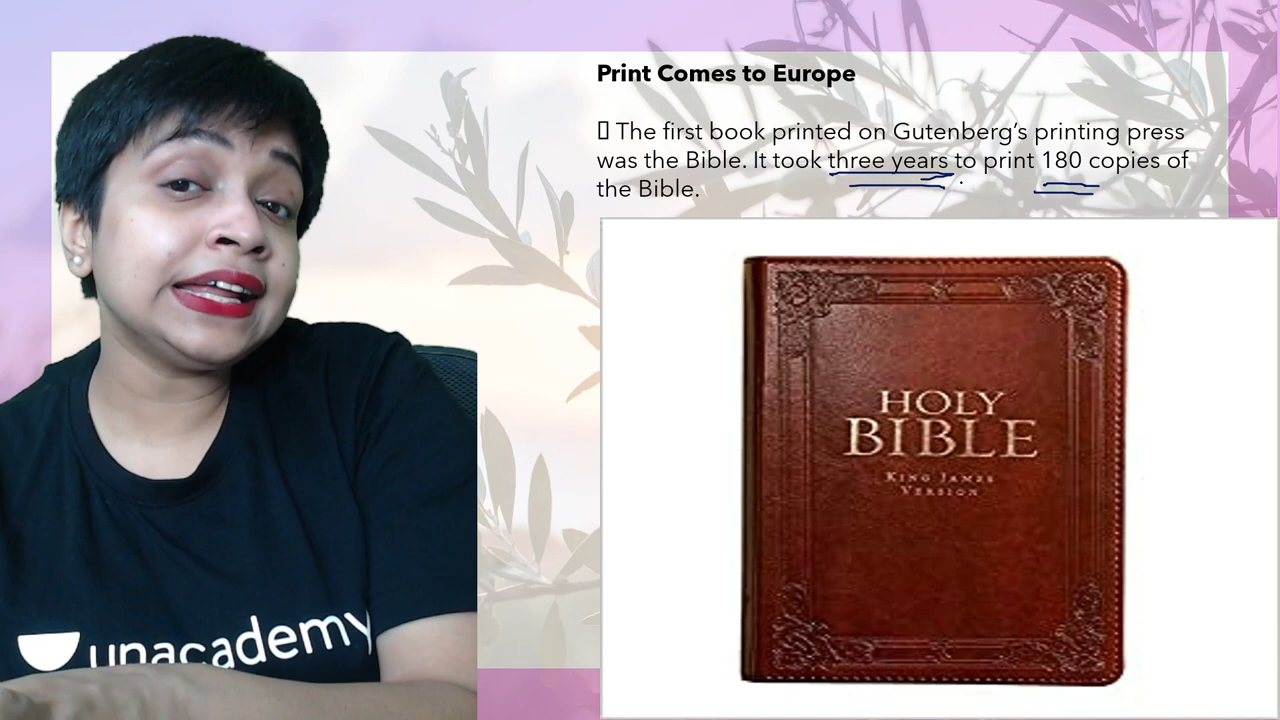 Print Comes to Europe
▯ The first book printed on Gutenberg’s printing press
was the Bible. It took three years to print 180 copies of
the Bible.
HOLY
BIBLE
KING JAMES
VERSION
unacademy